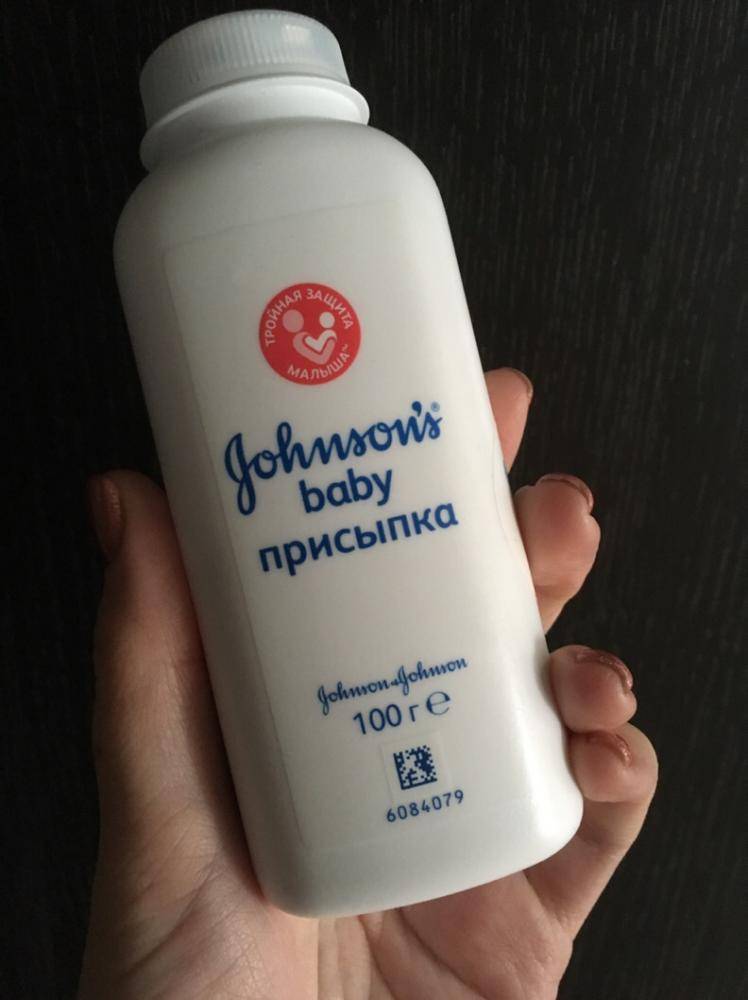 ТРОЙНАЯ ЗАЩИТА
МАЛЫША™
Johnson's®
baby
присыпка
Johnson & Johnson
100 г ℮
6084079